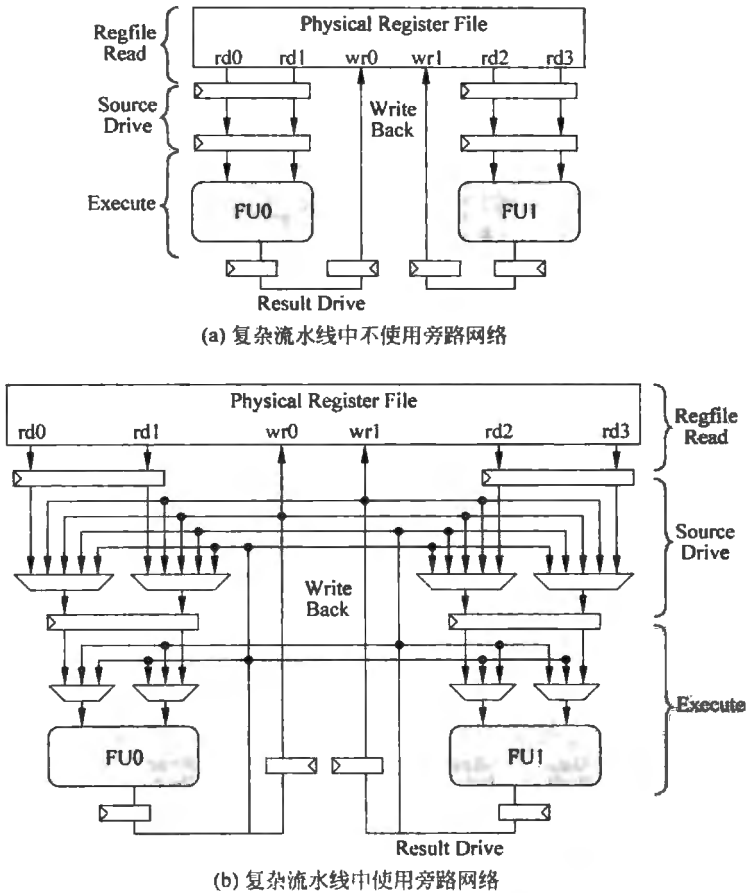 Physical Register File
Regfile
Read
rd0 rd1 wr0 wr1 rd2 rd3
Source
Drive
Write
Back
Execute
FU0
FU1
Result Drive
(a) 复杂流水线中不使用旁路网络
Physical Register File
rd0 rd1 wr0 wr1 rd2 rd3
Regfile
Read
Source
Drive
Write
Back
Execute
FU0
FU1
Result Drive
(b) 复杂流水线中使用旁路网络